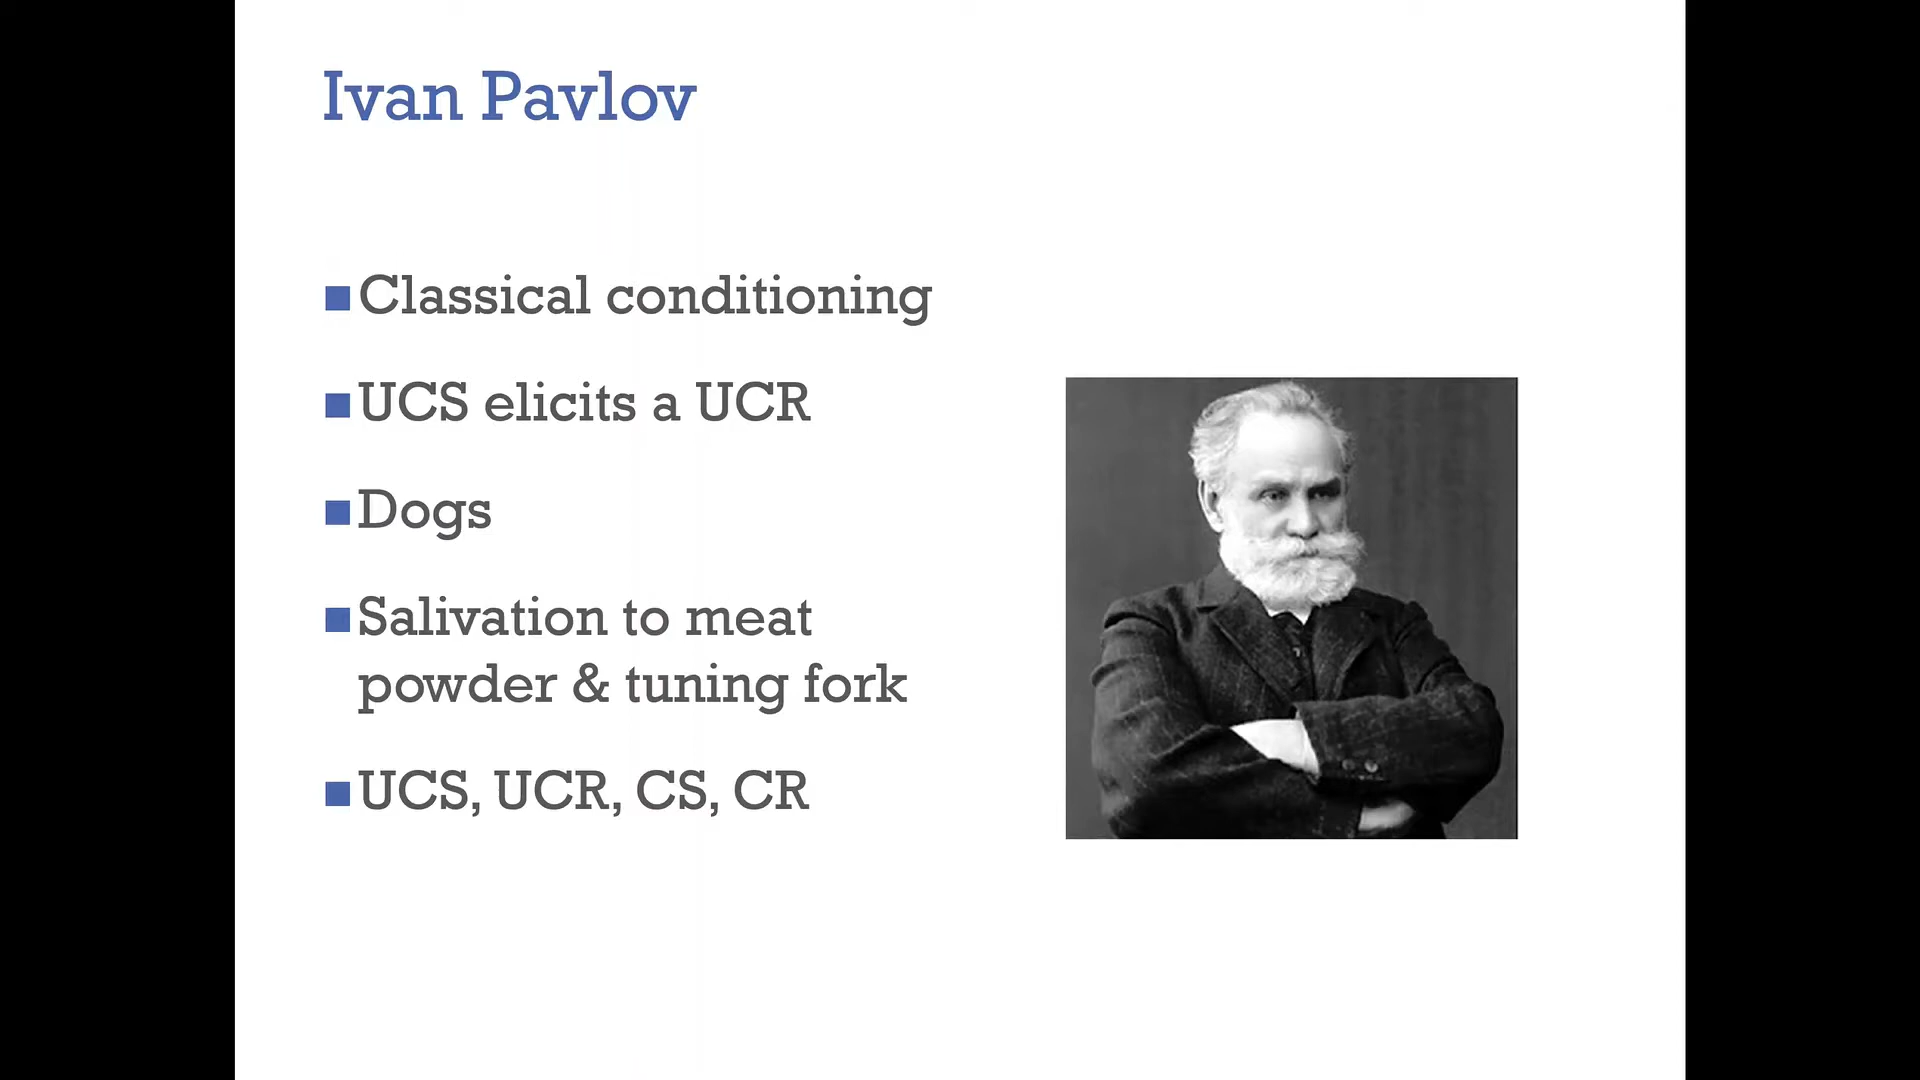 Ivan Pavlov
Classical conditioning
UCS elicits a UCR
Dogs
Salivation to meat
powder & tuning fork
UCS, UCR, CS, CR